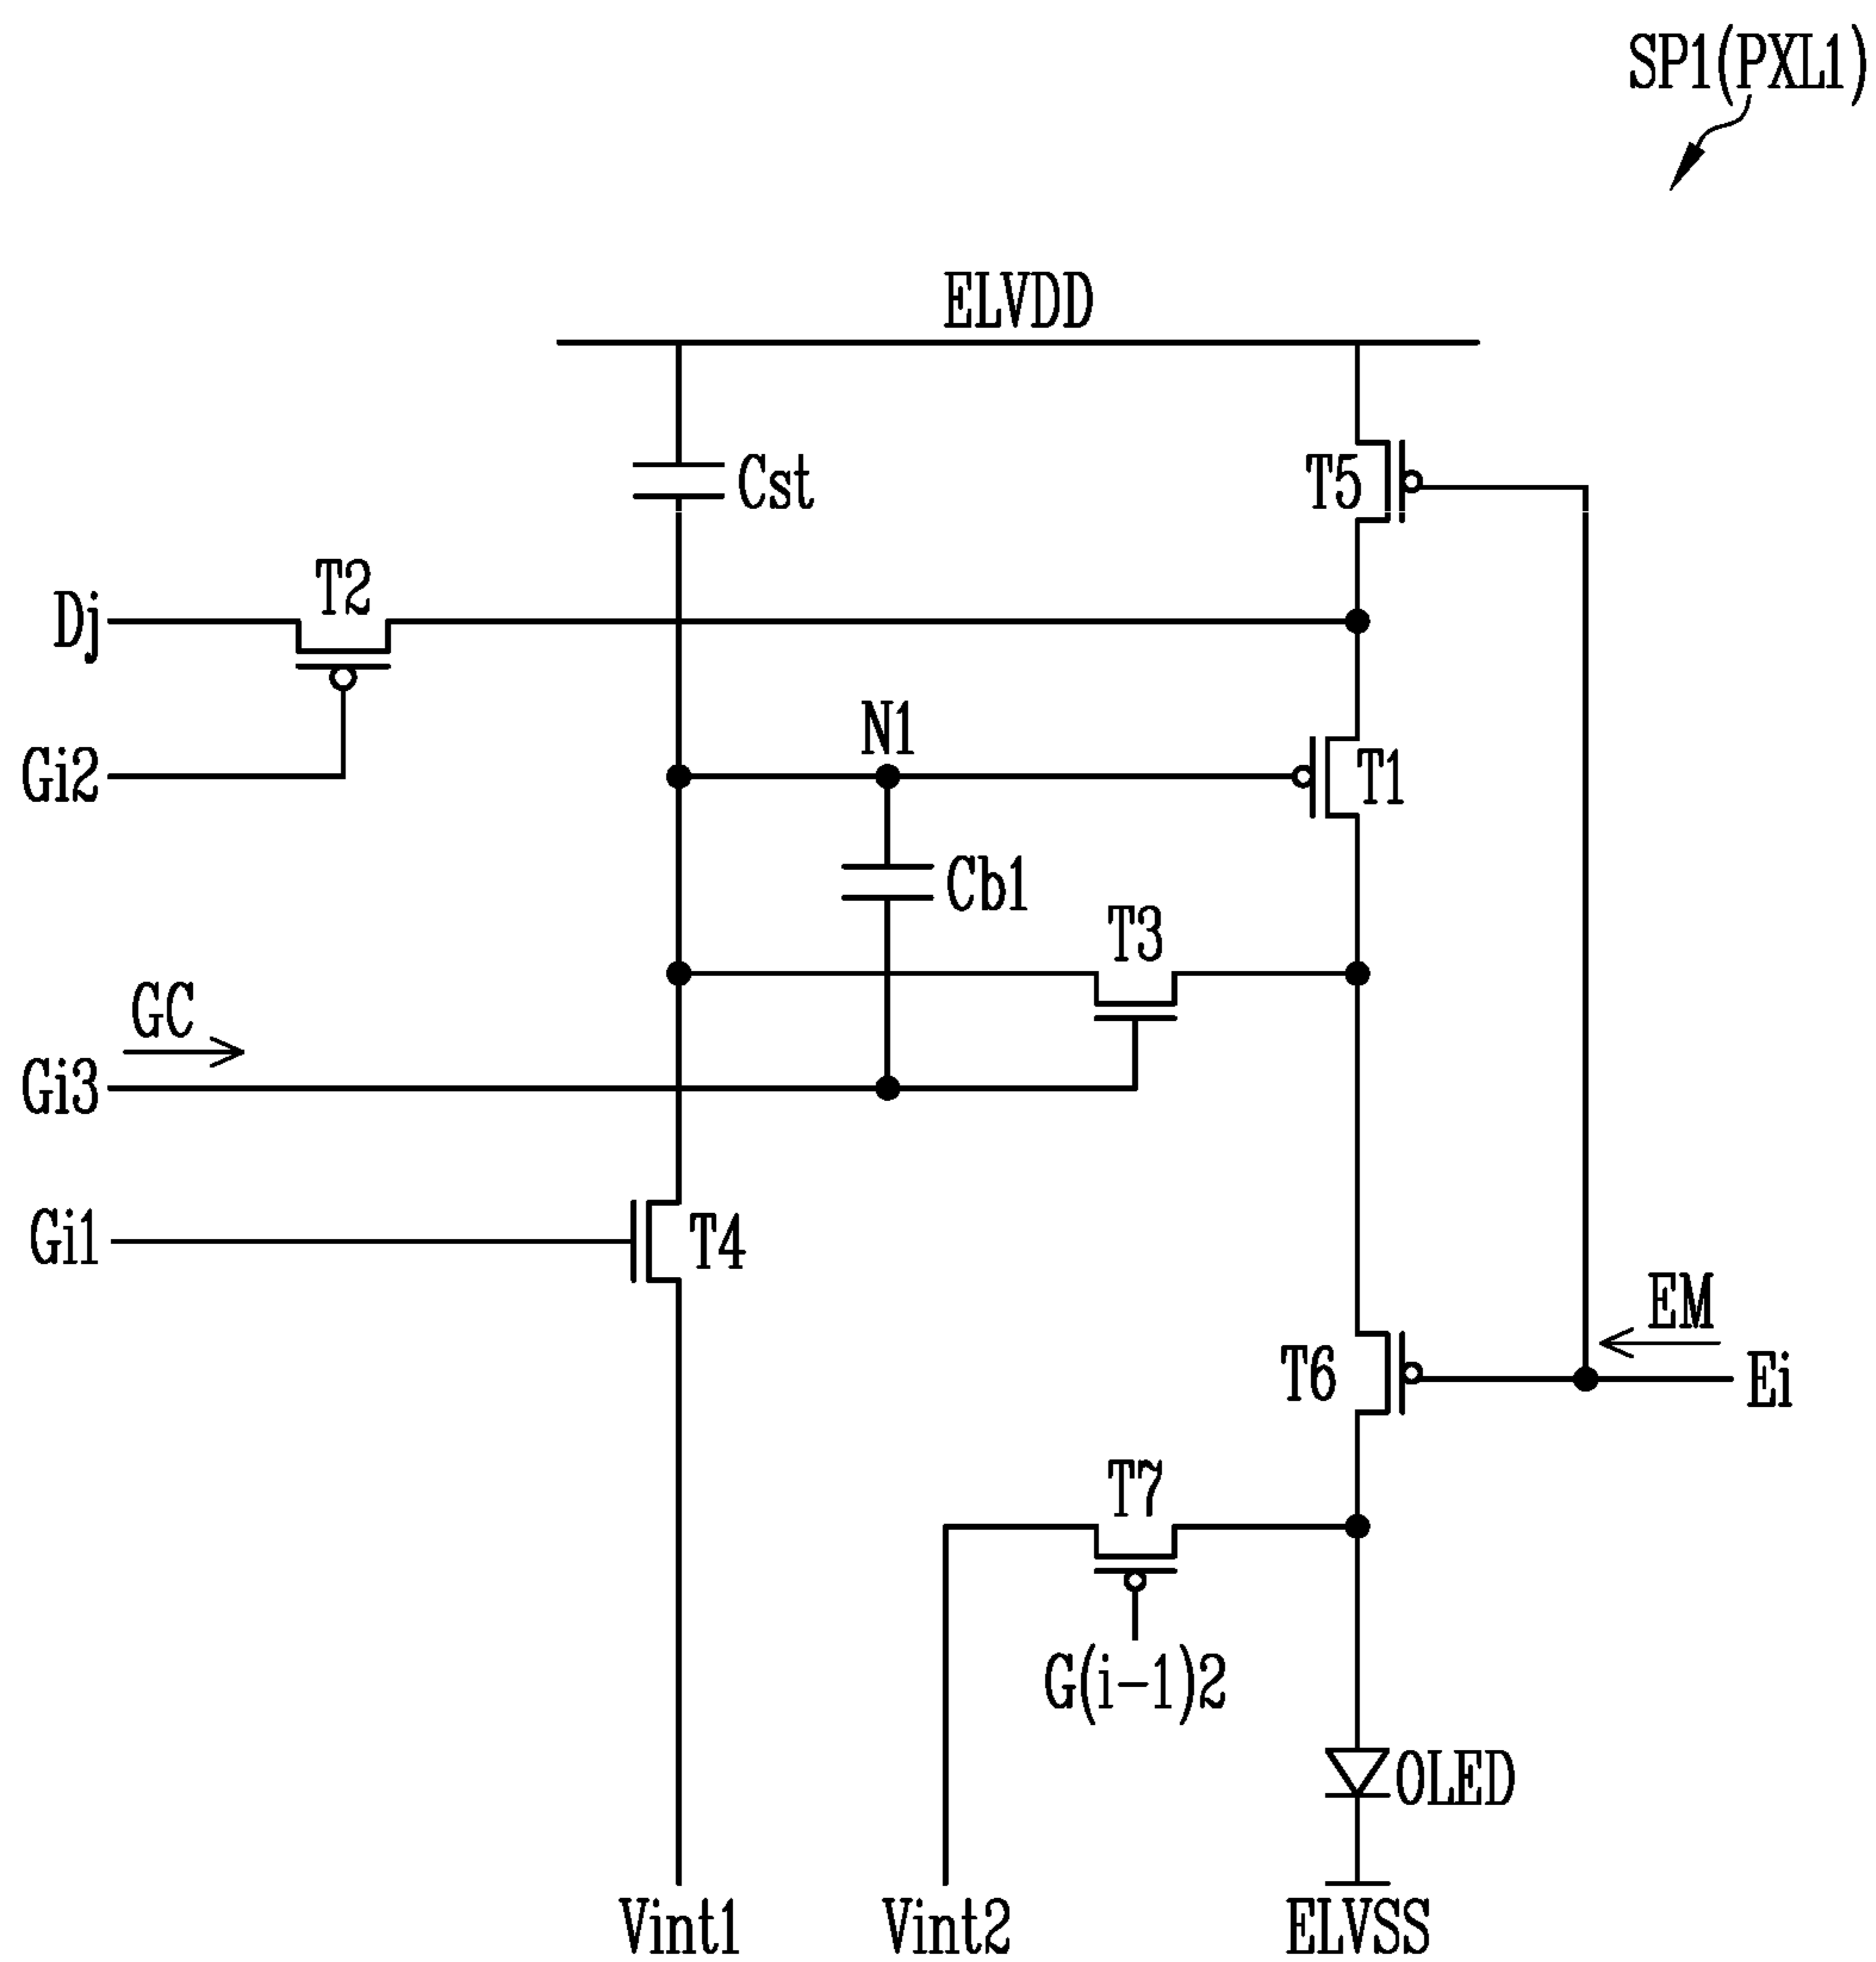 SP1(PXL1)
ELVDD
Cst
T5
T2
Dj
N1
Gi2
T1
Cb1
T3
GC
Gi3
Gi1
T4
EM
T6
Ei
T7
G(i-1)2
OLED
Vint1
Vint2
ELVSS